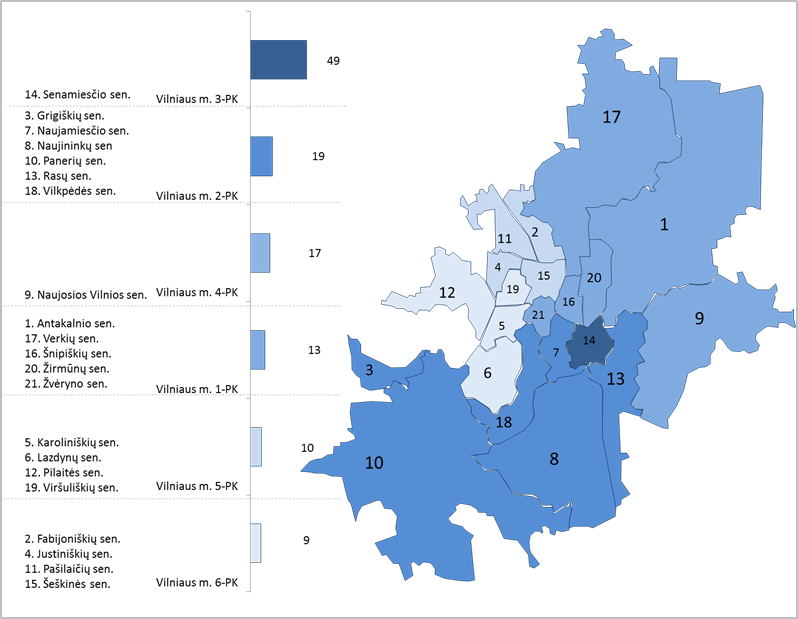 49
14. Senamiesčio sen.
Vilniaus m. 3-PK
3. Grigiškių sen.
7. Naujamiesčio sen.
8. Naujininkų sen
10. Panerių sen.
13. Rasų sen.
18. Vilkpėdės sen.
19
Vilniaus m. 2-PK
17
9. Naujosios Vilnios sen.
Vilniaus m. 4-PK
1. Antakalnio sen.
17. Verkių sen.
16. Šnipiškių sen.
20. Žirmūnų sen.
21. Žvėryno sen.
13
Vilniaus m. 1-PK
5. Karoliniškių sen.
6. Lazdynų sen.
12. Pilaitės sen.
19. Viršuliškių sen.
10
Vilniaus m. 5-PK
2. Fabijoniškių sen.
4. Justiniškių sen.
11. Pašilaičių sen.
15. Šeškinės sen.
9
Vilniaus m. 6-PK
17
1
2
11
4
15
20
19
12
16
21
9
5
14
7
3
6
13
18
8
10